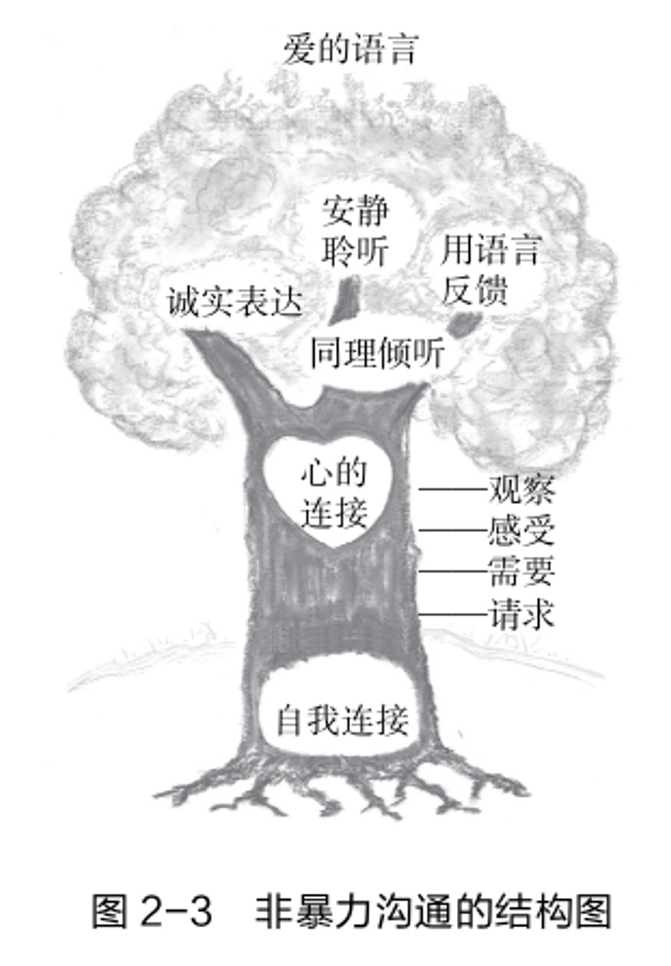 爱的语言
安静
聆听
用语言
反馈
诚实表达
同理倾听
心的
连接
观察
感受
需要
请求
自我连接
图 2-3 非暴力沟通的结构图